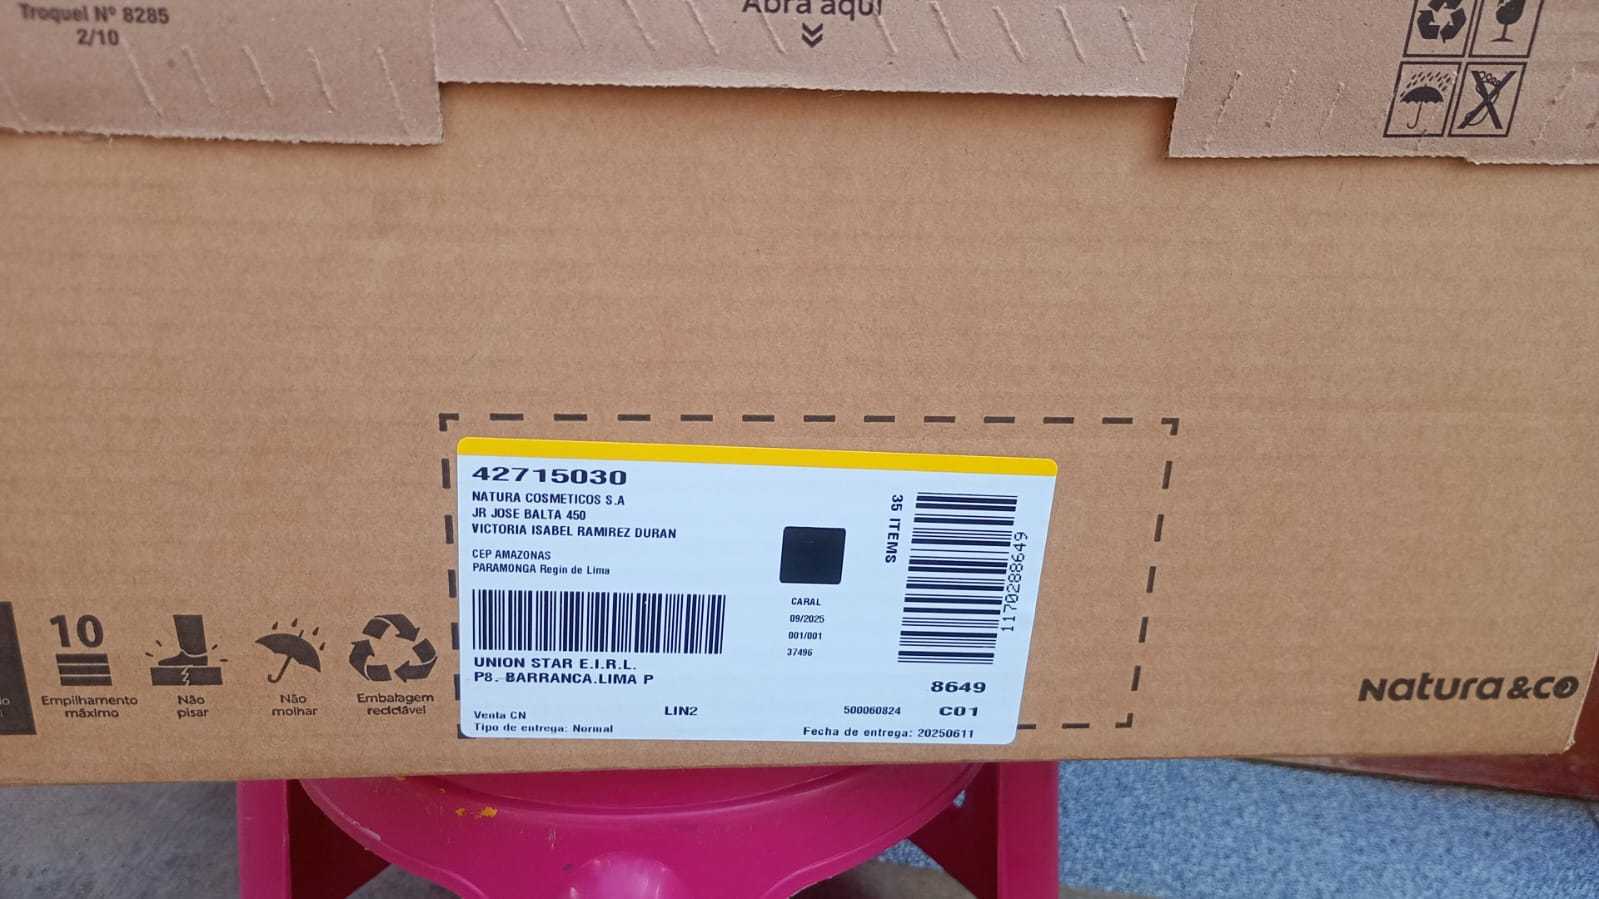 Troquel Nº 8285
2/10
Abra aquí
42715030
NATURA COSMETICOS S.A
JR JOSE BALTA 450
VICTORIA ISABEL RAMIREZ DURAN
CEP AMAZONAS
PARAMONGA Regin de Lima
35 ITEMS
1170288649
CARAL
09/2025
001/001
37496
UNION STAR E.I.R.L.
P8. BARRANCA.LIMA P
8649
Venta CN
LIN2
500060824
C01
Tipo de entrega: Normal
Fecha de entrega: 20250611
10
Empilhamento
máximo
Não
pisar
Não
molhar
Embalagem
reciclável
Natura &co